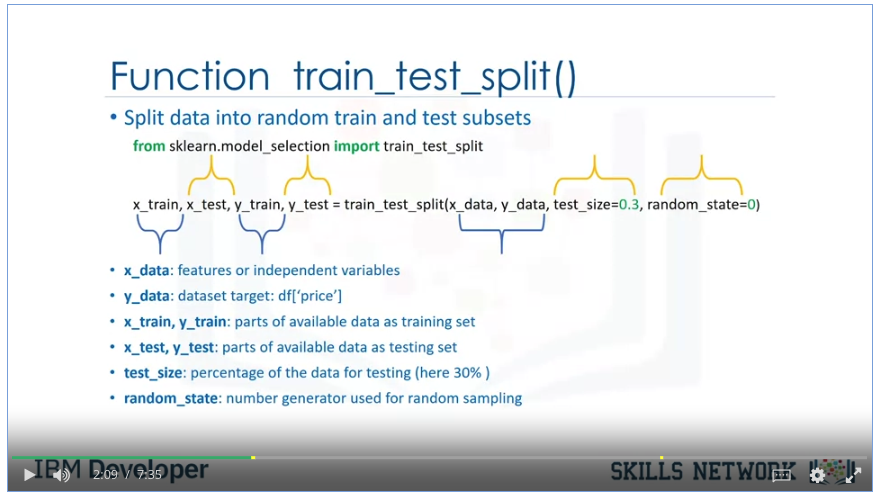 Function train_test_split()
• Split data into random train and test subsets
from sklearn.model_selection import train_test_split
x_train, x_test, y_train, y_test = train_test_split(x_data, y_data, test_size=0.3, random_state=0)
• x_data: features or independent variables
• y_data: dataset target: df[‘price’]
• x_train, y_train: parts of available data as training set
• x_test, y_test: parts of available data as testing set
• test_size: percentage of the data for testing (here 30% )
• random_state: number generator used for random sampling
IBM Developer
2:09 / 7:35
SKILLS NETWORK